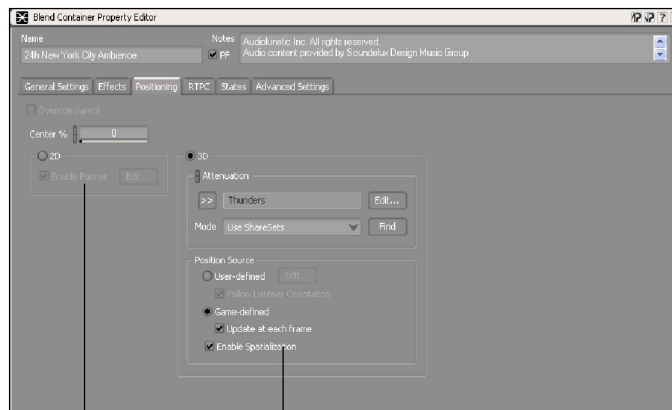 Blend Container Property Editor
Name
Notes
24h New York City Ambience
PF
Audiokinetic Inc. All rights reserved.
Audio content provided by Soundelux Design Music Group
General Settings Effects Positioning RTPC States Advanced Settings
Override parent
Center % 0
2D
Enable Panner Edit...
3D
Attenuation
>> Thunders Edit...
Mode Use ShareSets Find
Position Source
User-defined Edit...
Follow Listener Orientation
Game-defined
Update at each frame
Enable Spatialization